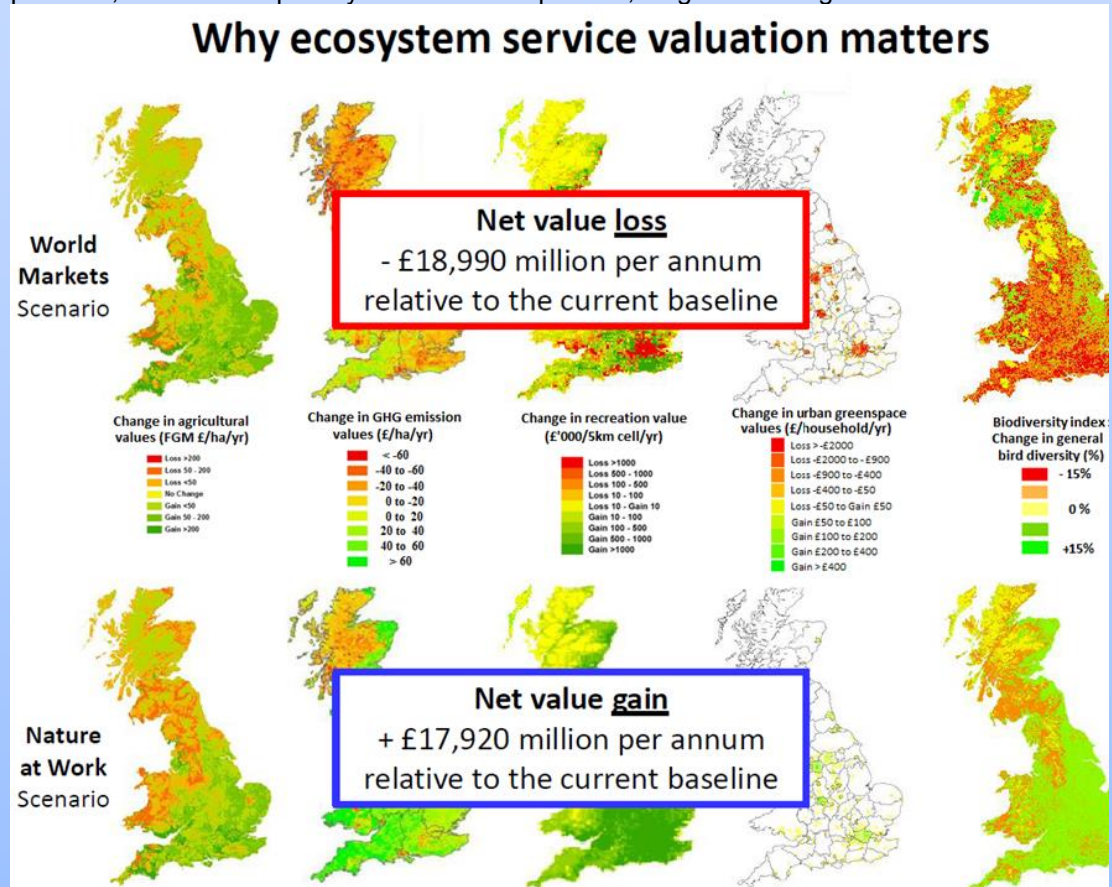 Why ecosystem service valuation matters
World
Markets
Scenario
Net value loss
- £18,990 million per annum
relative to the current baseline
Change in agricultural
values (FGM £/ha/yr)
Loss >200
Loss 50 - 200
Loss <50
No Change
Gain <50
Gain 50 - 200
Gain >200
Change in GHG emission
values (£/ha/yr)
< -60
-40 to -60
-20 to -40
0 to -20
0 to 20
20 to 40
40 to 60
> 60
Change in recreation value
(£'000/5km cell/yr)
Loss >1000
Loss 500 - 1000
Loss 100 - 500
Loss 10 - 100
Loss 10 - Gain 10
Gain 10 - 100
Gain 100 - 500
Gain 500 - 1000
Gain >1000
Change in urban greenspace
values (£/household/yr)
Loss >-£2000
Loss -£2000 to -£900
Loss -£900 to -£400
Loss -£400 to -£50
Loss -£50 to Gain £50
Gain £50 to £100
Gain £100 to £200
Gain £200 to £400
Gain >£400
Biodiversity index:
Change in general
bird diversity (%)
- 15%
0 %
+15%
Nature
at Work
Scenario
Net value gain
+ £17,920 million per annum
relative to the current baseline